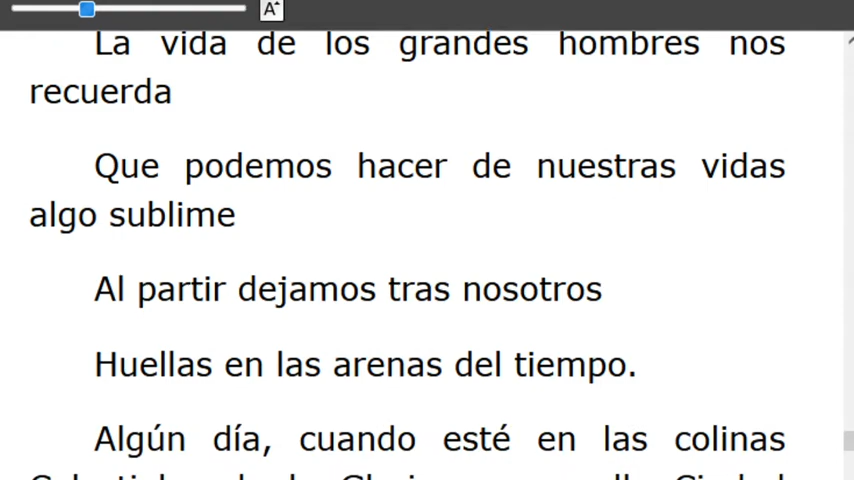 La vida de los grandes hombres nos
recuerda
Que podemos hacer de nuestras vidas
algo sublime
Al partir dejamos tras nosotros
Huellas en las arenas del tiempo.
Algún día, cuando esté en las colinas